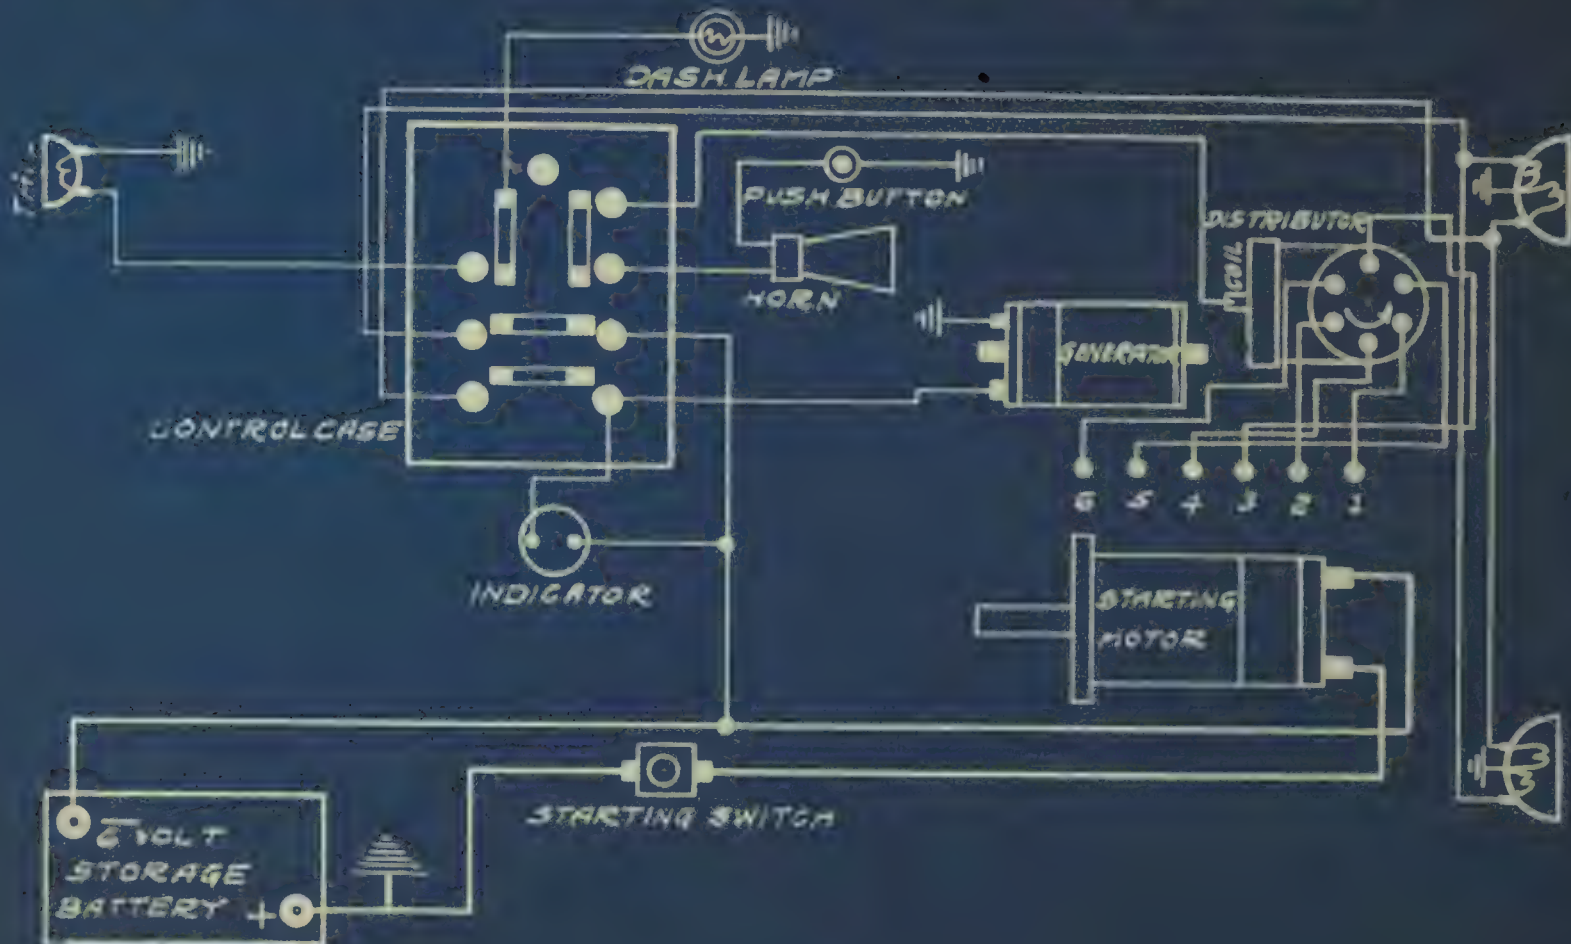 DASH LAMP
TAIL
PUSH BUTTON
DISTRIBUTOR
COIL
HORN
GENERATOR
CONTROL CASE
6 5 4 3 2 1
INDICATOR
STARTING
MOTOR
STARTING SWITCH
6 VOLT
STORAGE
BATTERY +